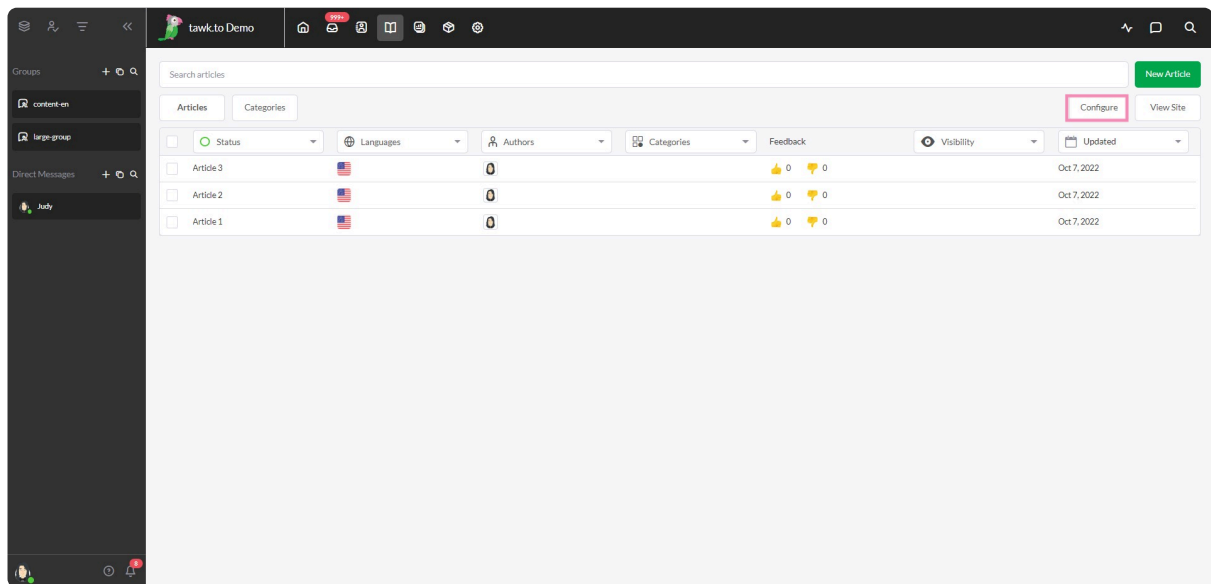 tawk.to Demo
999+
Groups
content-en
large-group
Direct Messages
Judy
8
Search articles
New Article
Articles
Categories
Configure
View Site
Status
Languages
Authors
Categories
Feedback
Visibility
Updated
Article 3
0
0
Oct 7, 2022
Article 2
0
0
Oct 7, 2022
Article 1
0
0
Oct 7, 2022